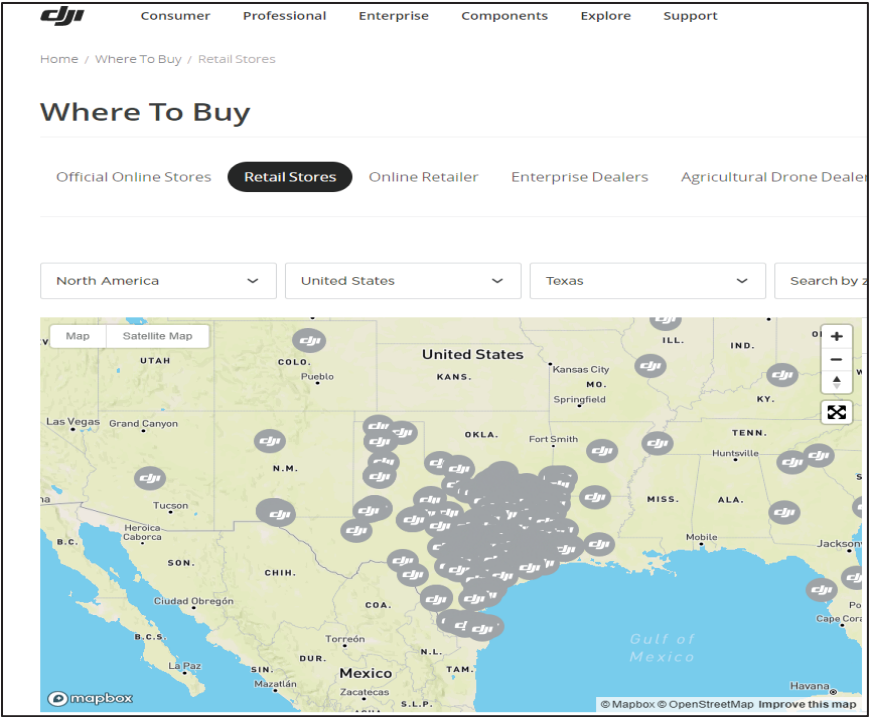 dji Consumer Professional Enterprise Components Explore Support
Home / Where To Buy / Retail Stores
Where To Buy
Official Online Stores Retail Stores Online Retailer Enterprise Dealers Agricultural Drone Dealer
North America United States Texas Search by z
Map Satellite Map
dji
UTAH
COLO.
Pueblo
United States
KANS.
Kansas City
MO.
Springfield
ILL.
IND.
KY.
Las Vegas
Grand Canyon
N.M.
OKLA.
Fort Smith
TENN.
Huntsville
Tucson
MISS.
ALA.
Heroica
Caborca
B.C.
SON.
CHIH.
Mobile
Jackson
Ciudad Obregón
COA.
Cape Cora
B.C.S.
Torreón
N.L.
Gulf of
Mexico
La Paz
SIN.
DUR.
Mexico
TAM.
Mazatlán
Zacatecas
S.L.P.
Havana
mapbox
© Mapbox © OpenStreetMap Improve this map